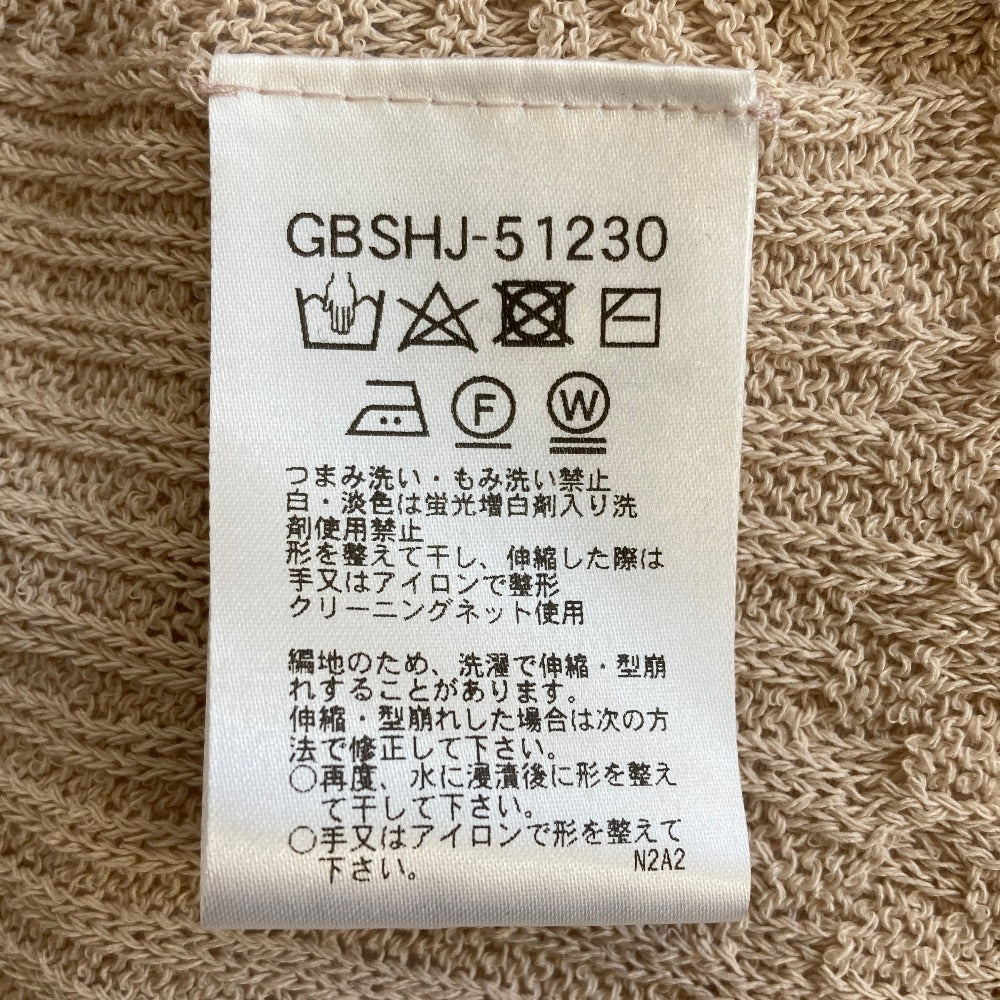 GBSHJ-51230
F W
つまみ洗い・もみ洗い禁止
白・淡色は蛍光増白剤入り洗
剤使用禁止
形を整えて干し、伸縮した際は
手又はアイロンで整形
クリーニングネット使用
編地のため、洗濯で伸縮・型崩
れすることがあります。
伸縮・型崩れした場合は次の方
法で修正して下さい。
○再度、水に浸漬後に形を整え
て干して下さい。
○手又はアイロンで形を整えて
下さい。
N2A2